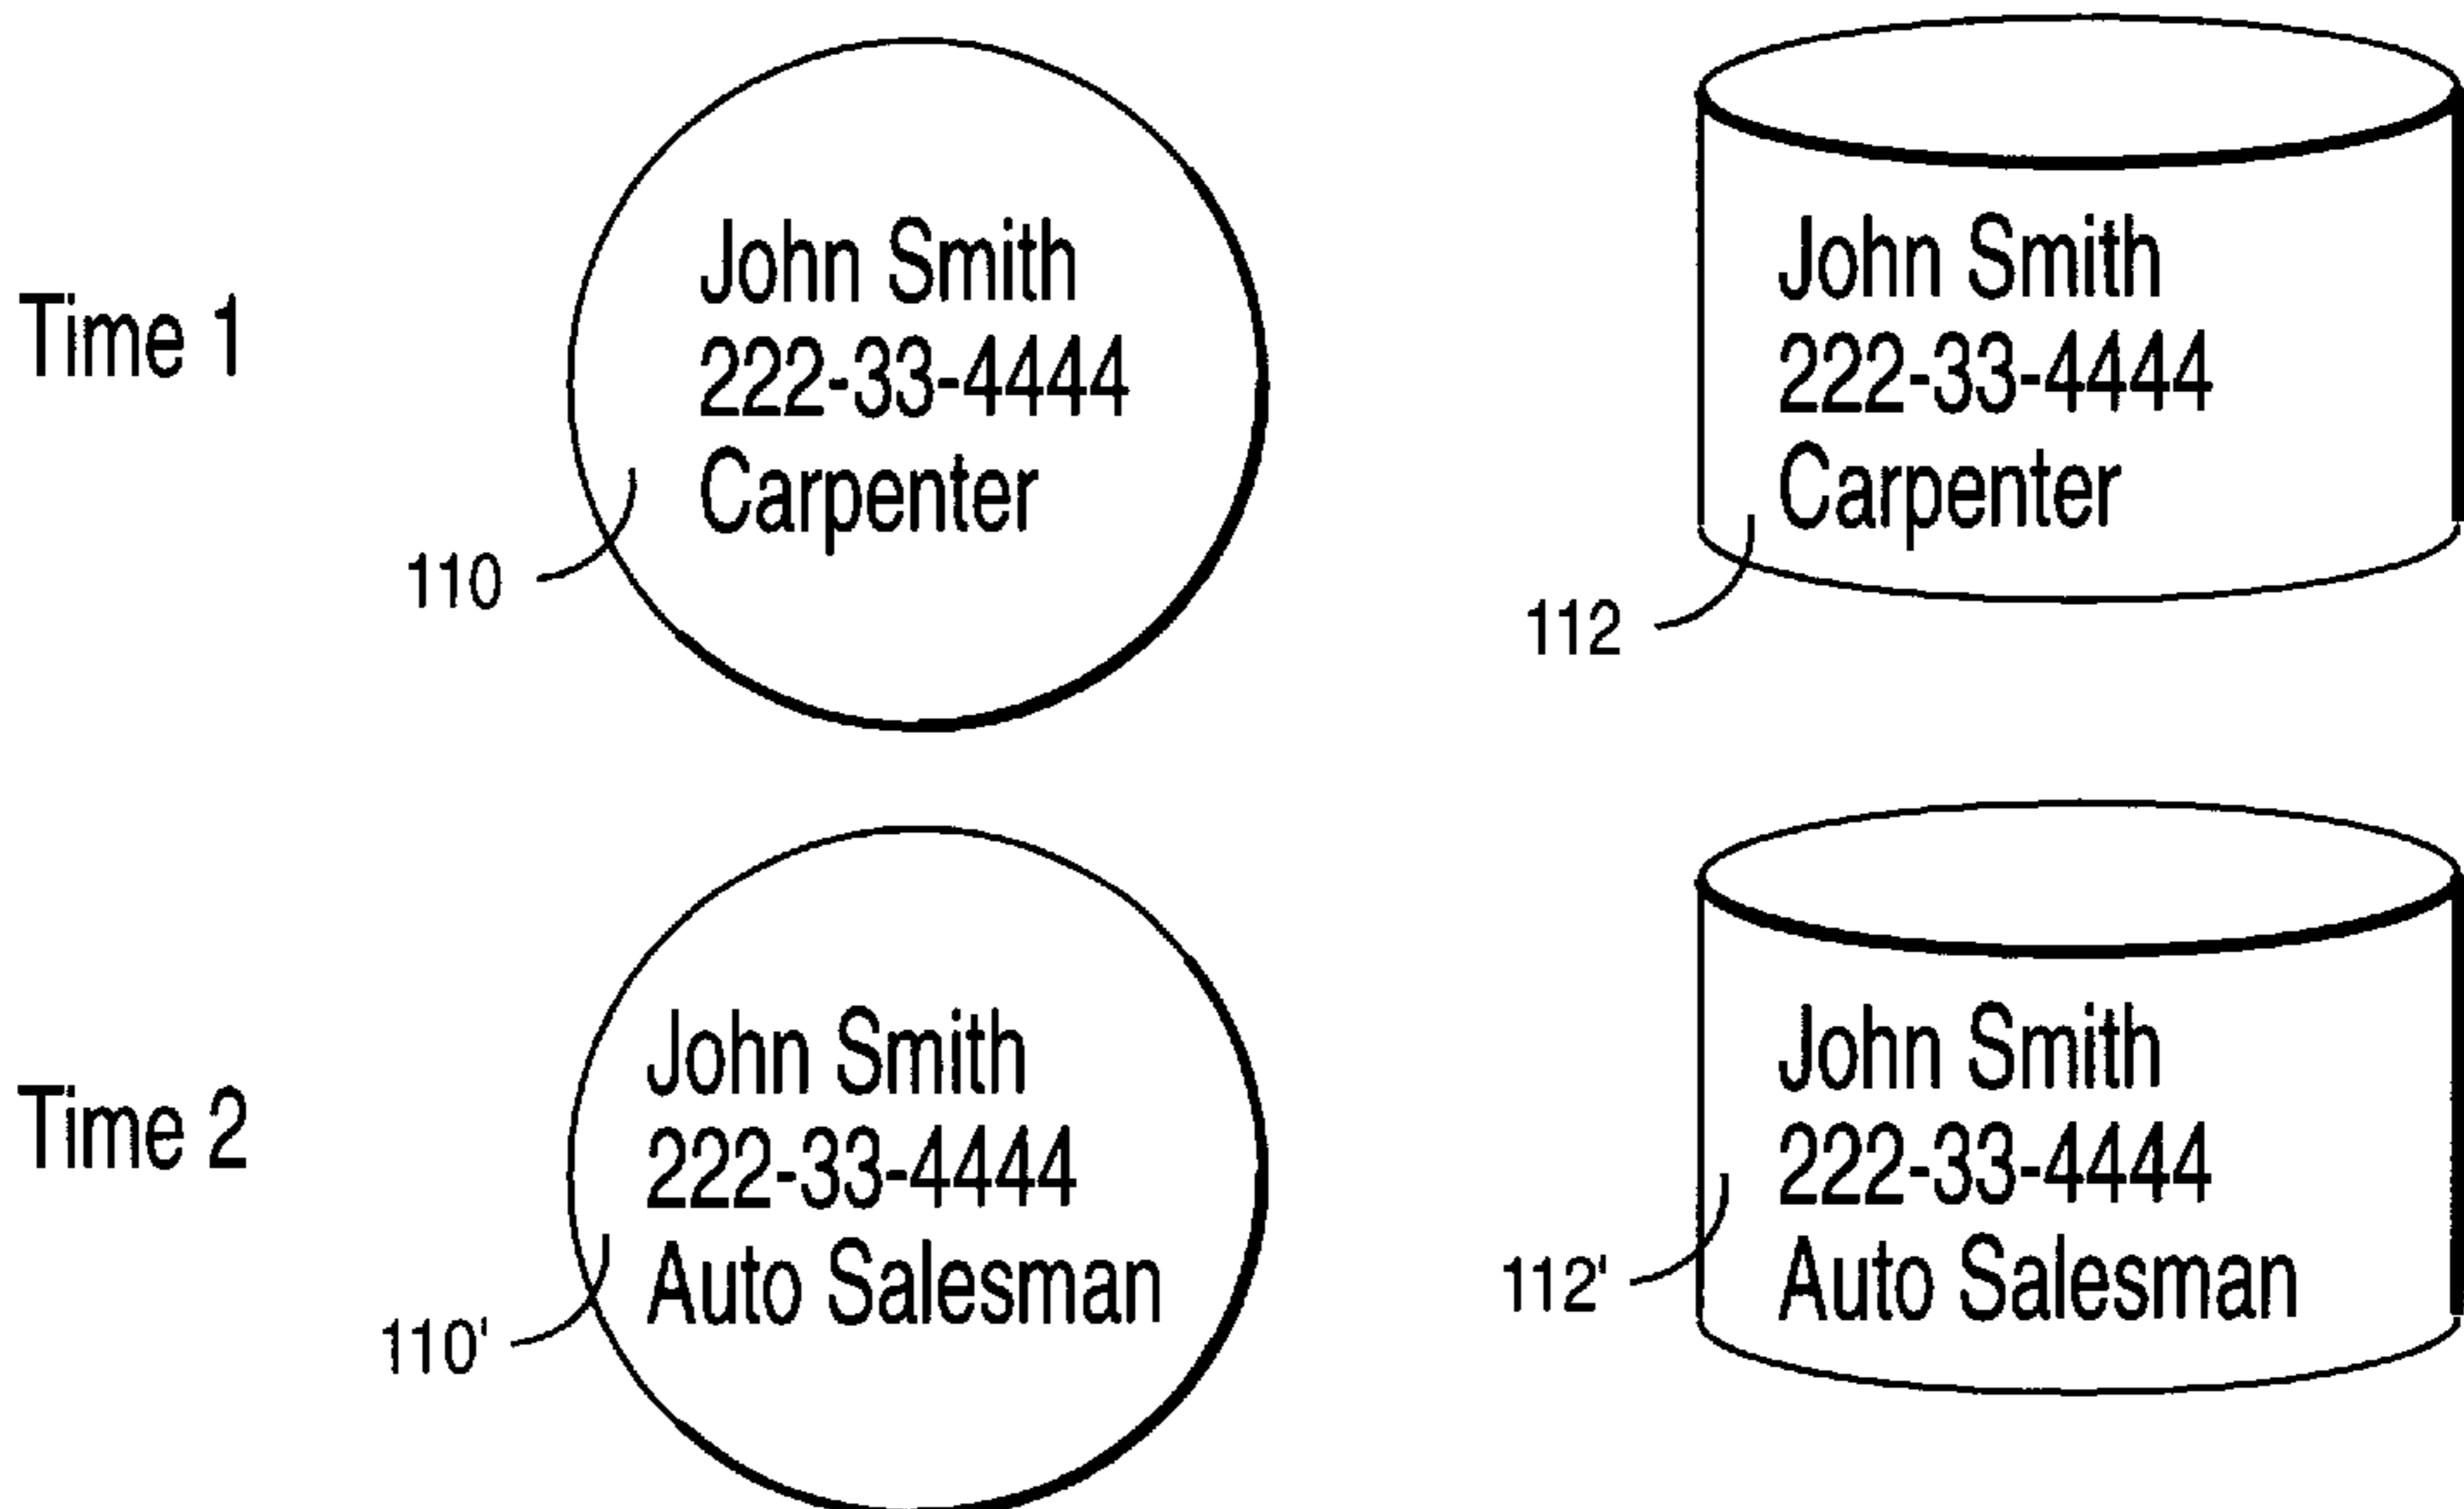 Time 1
John Smith
222-33-4444
Carpenter
110
John Smith
222-33-4444
Carpenter
112
Time 2
John Smith
222-33-4444
Auto Salesman
110'
John Smith
222-33-4444
Auto Salesman
112'